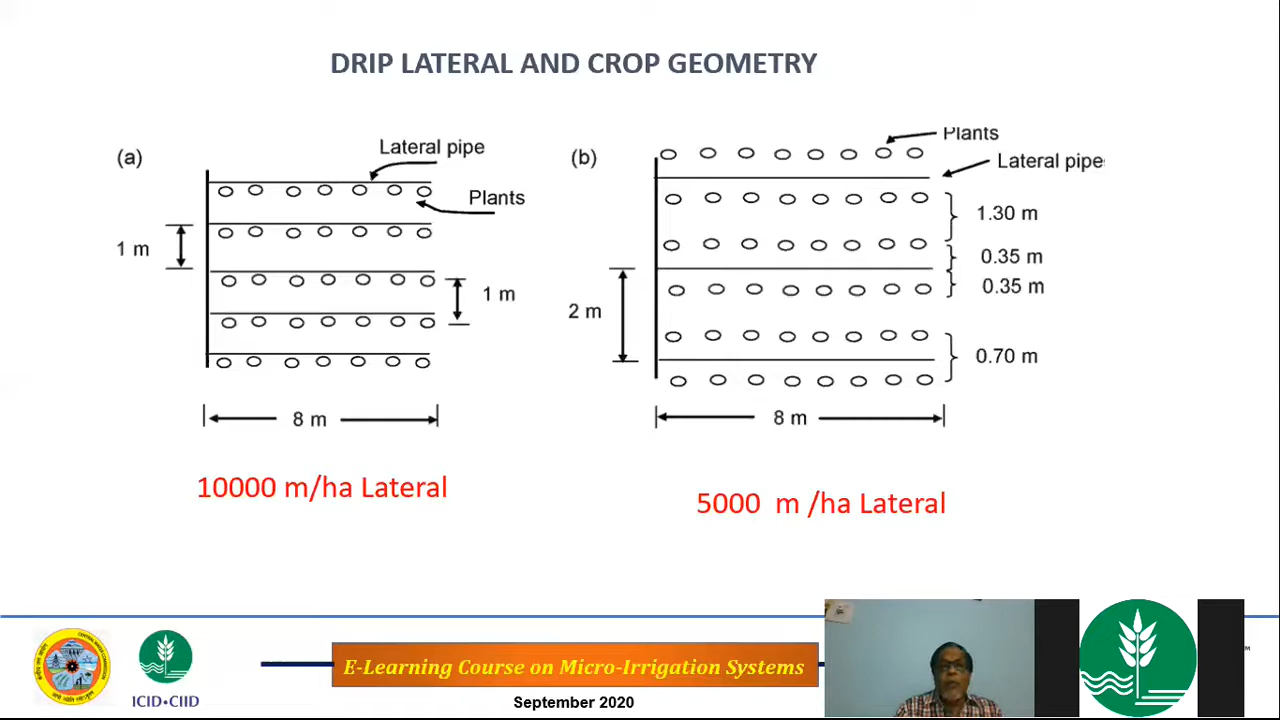 DRIP LATERAL AND CROP GEOMETRY
(a)
Lateral pipe
Plants
1 m
1 m
8 m
10000 m/ha Lateral
(b)
Plants
Lateral pipe
1.30 m
0.35 m
0.35 m
2 m
0.70 m
8 m
5000 m /ha Lateral
ICID•CIID
E-Learning Course on Micro-Irrigation Systems
September 2020